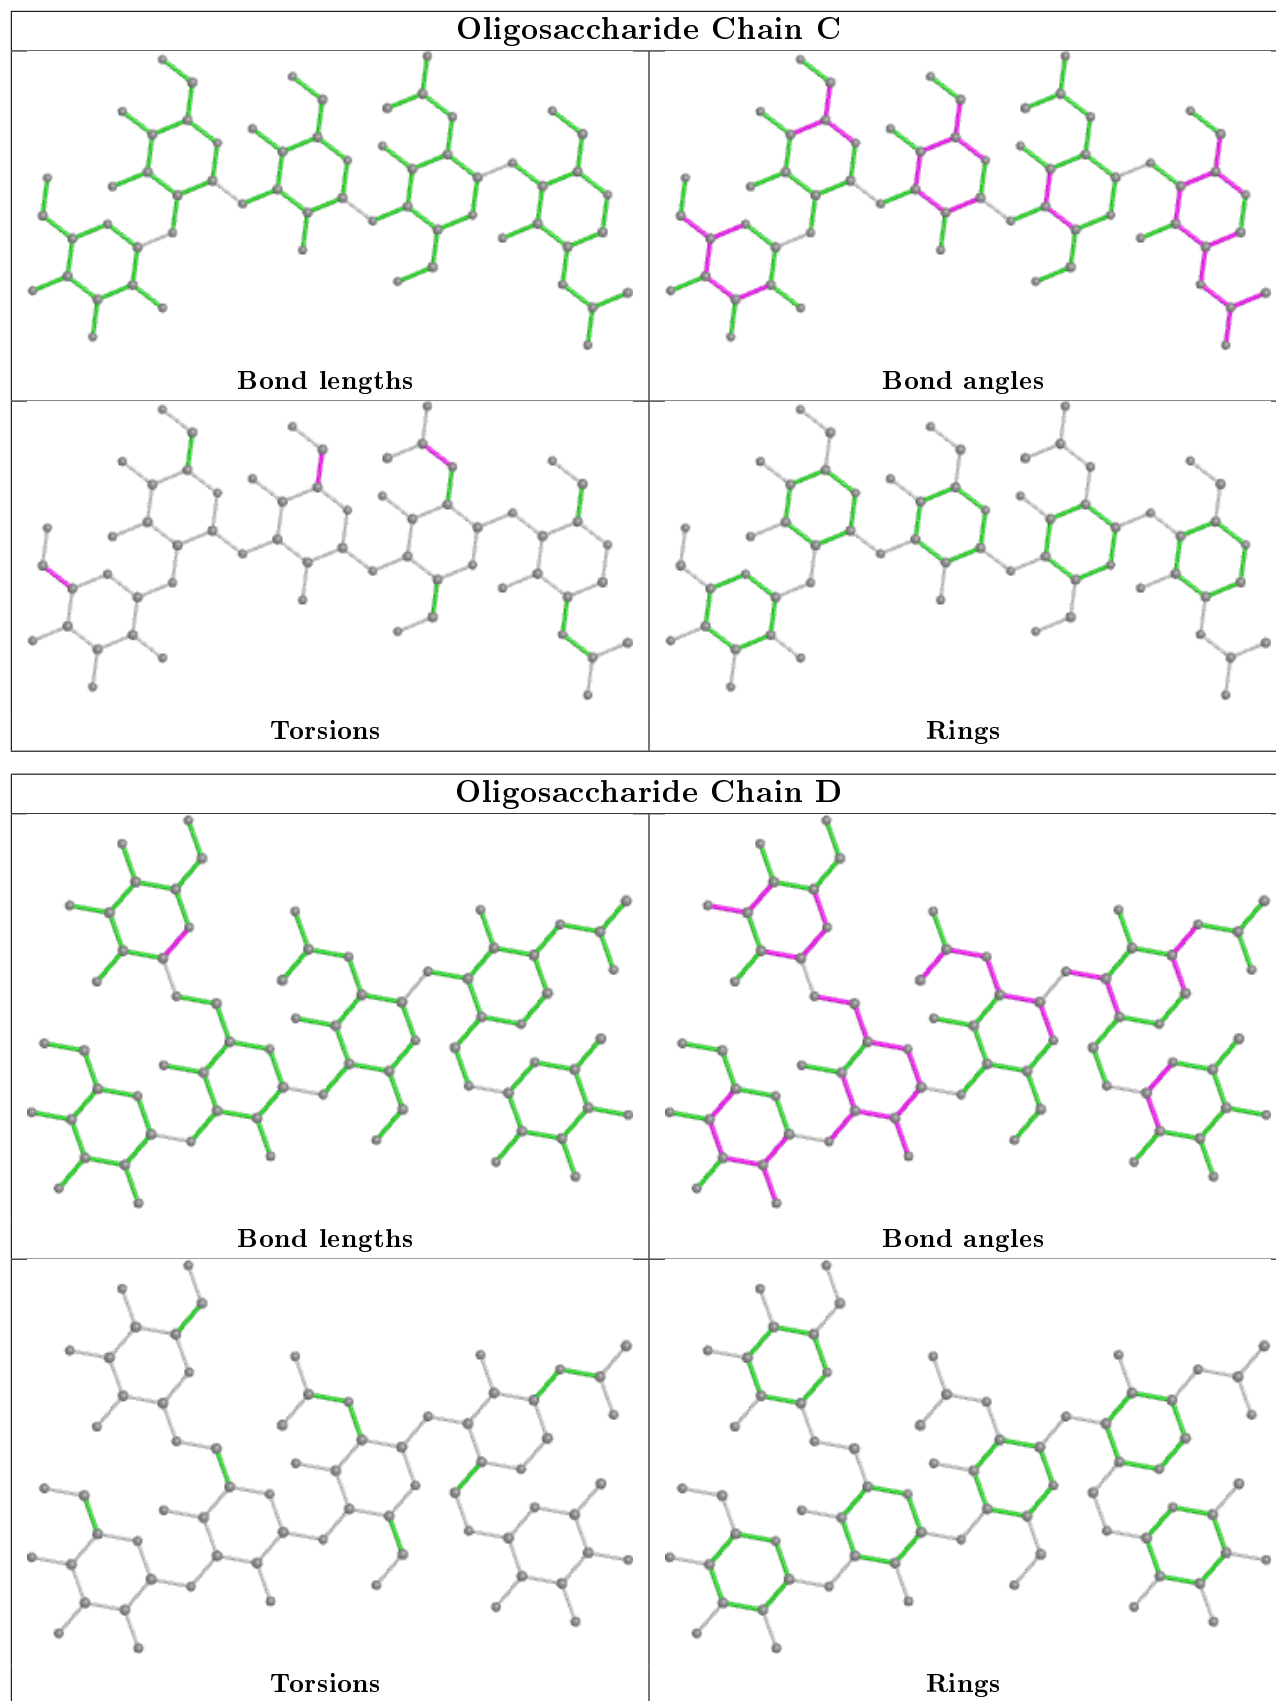 Oligosaccharide Chain C
Bond lengths
Bond angles
Torsions
Rings
Oligosaccharide Chain D
Bond lengths
Bond angles
Torsions
Rings